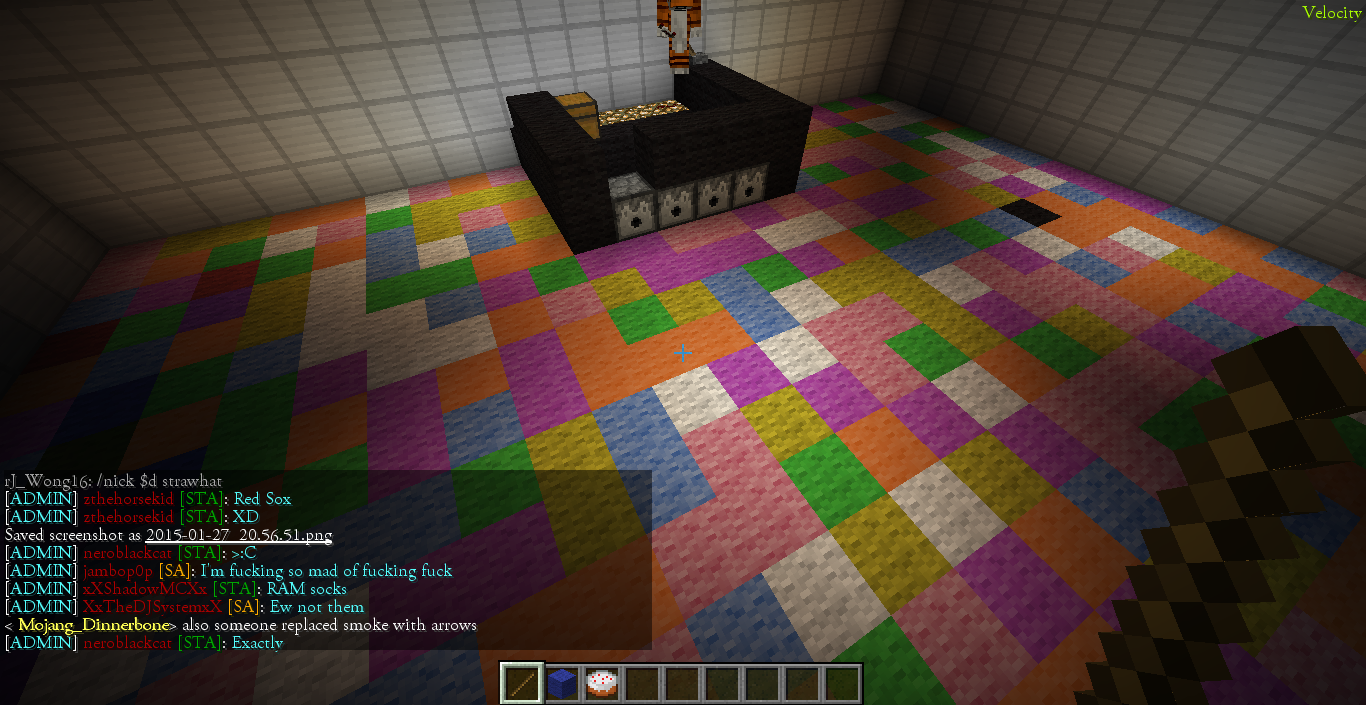 Velocity
rJ_Wong16: /nick $d strawhat
[ADMIN] zthehorsekid [STA]: Red Sox
[ADMIN] zthehorsekid [STA]: XD
Saved screenshot as 2015-01-27_20.56.51.png
[ADMIN] neroblackcat [STA]: >:C
[ADMIN] jambop0p [SA]: I'm fucking so mad of fucking fuck
[ADMIN] xXShadowMCXx [STA]: RAM socks
[ADMIN] XxTheDJSystemxX [SA]: Ew not them
< Mojang_Dinnerbone> also someone replaced smoke with arrows
[ADMIN] neroblackcat [STA]: Exactly